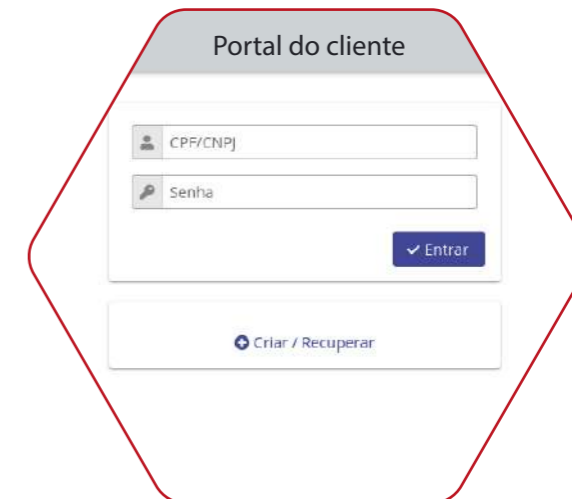 Portal do cliente
CPF/CNPJ
Senha
Entrar
Criar / Recuperar